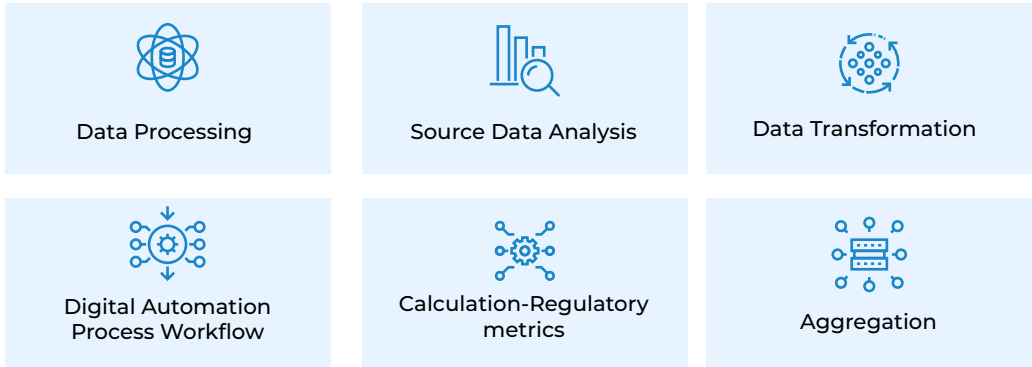 Data Processing
Source Data Analysis
Data Transformation
Digital Automation
Process Workflow
Calculation-Regulatory
metrics
Aggregation